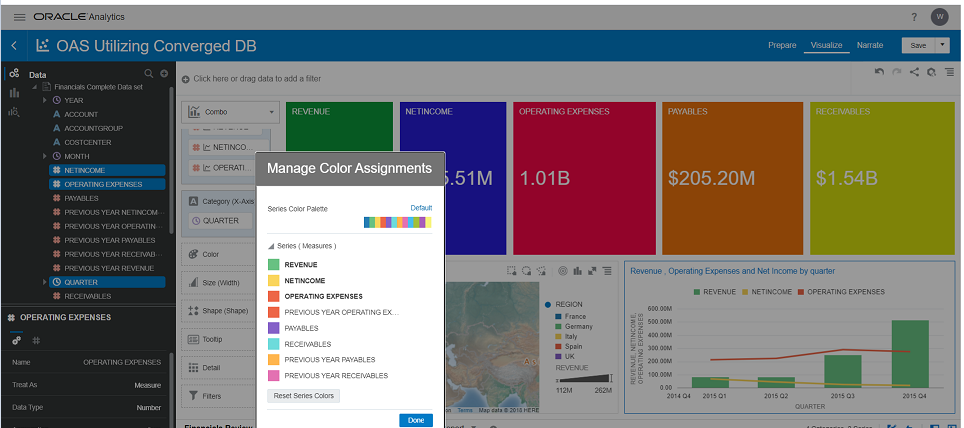 ORACLE Analytics
?
W
OAS Utilizing Converged DB
Prepare
Visualize
Narrate
Save
Data
Financials Complete Data set
YEAR
A ACCOUNT
A ACCOUNTGROUP
A COSTCENTER
MONTH
# NETINCOME
# OPERATING EXPENSES
# PAYABLES
# PREVIOUS YEAR NETINCOM...
# PREVIOUS YEAR OPERATIN...
# PREVIOUS YEAR PAYABLES
# PREVIOUS YEAR RECEIVAB...
# PREVIOUS YEAR REVENUE
QUARTER
# RECEIVABLES
# OPERATING EXPENSES
#
Name OPERATING EXPENSES
Treat As Measure
Data Type Number
Click here or drag data to add a filter
Combo
# NETINCO...
# OPERATI...
A Category (X-Axis
QUARTER
Color
Size (Width)
Shape (Shape)
Tooltip
Detail
Filters
REVENUE
NETINCOME
5.51M
OPERATING EXPENSES
1.01B
PAYABLES
$205.20M
RECEIVABLES
$1.54B
Manage Color Assignments
Series Color Palette
Default
Series ( Measures )
REVENUE
NETINCOME
OPERATING EXPENSES
PREVIOUS YEAR OPERATING EX...
PAYABLES
RECEIVABLES
PREVIOUS YEAR PAYABLES
PREVIOUS YEAR RECEIVABLES
Reset Series Colors
Done
Terms Map data © 2018 HERE
REGION
France
Germany
Italy
Spain
UK
REVENUE
112M 262M
Revenue , Operating Expenses and Net Income by quarter
REVENUE NETINCOME OPERATING EXPENSES
REVENUE, NETINCOME,
OPERATING EXPENSES
600.00M
500.00M
400.00M
300.00M
200.00M
100.00M
0.00
2014 Q4 2015 Q1 2015 Q2 2015 Q3 2015 Q4
QUARTER